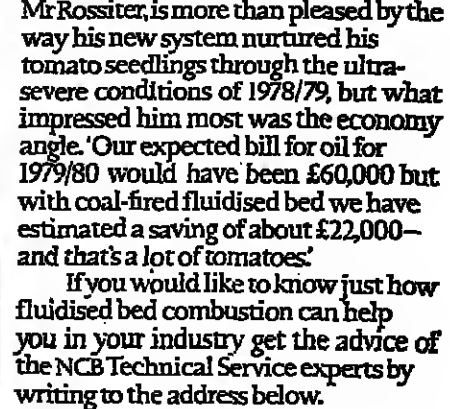 Mr Rossiter, is more than pleased by the
way his new system nurtured his
tomato seedlings through the ultra-
severe conditions of 1978/79, but what
impressed him most was the economy
angle. 'Our expected bill for oil for
1979/80 would have been £60,000 but
with coal-fired fluidised bed we have
estimated a saving of about £22,000—
and that's a lot of tomatoes.'
If you would like to know just how
fluidised bed combustion can help
you in your industry get the advice of
the NCB Technical Service experts by
writing to the address below.